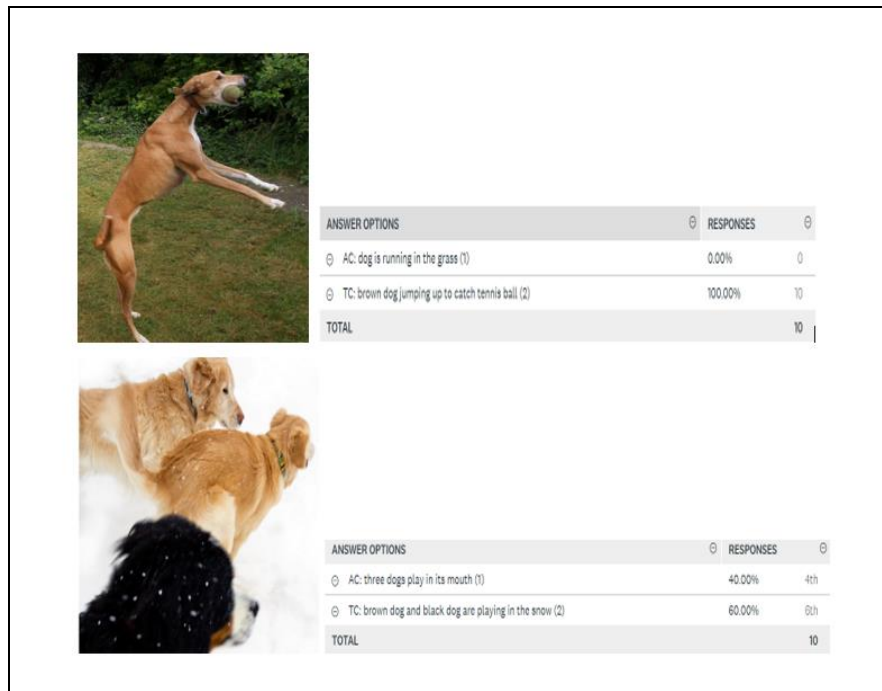 ANSWER OPTIONS RESPONSES
AC: dog is running in the grass (1) 0.00% 0
TC: brown dog jumping up to catch tennis ball (2) 100.00% 10
TOTAL 10
ANSWER OPTIONS RESPONSES
AC: three dogs play in its mouth (1) 40.00% 4th
TC: brown dog and black dog are playing in the snow (2) 60.00% 6th
TOTAL 10